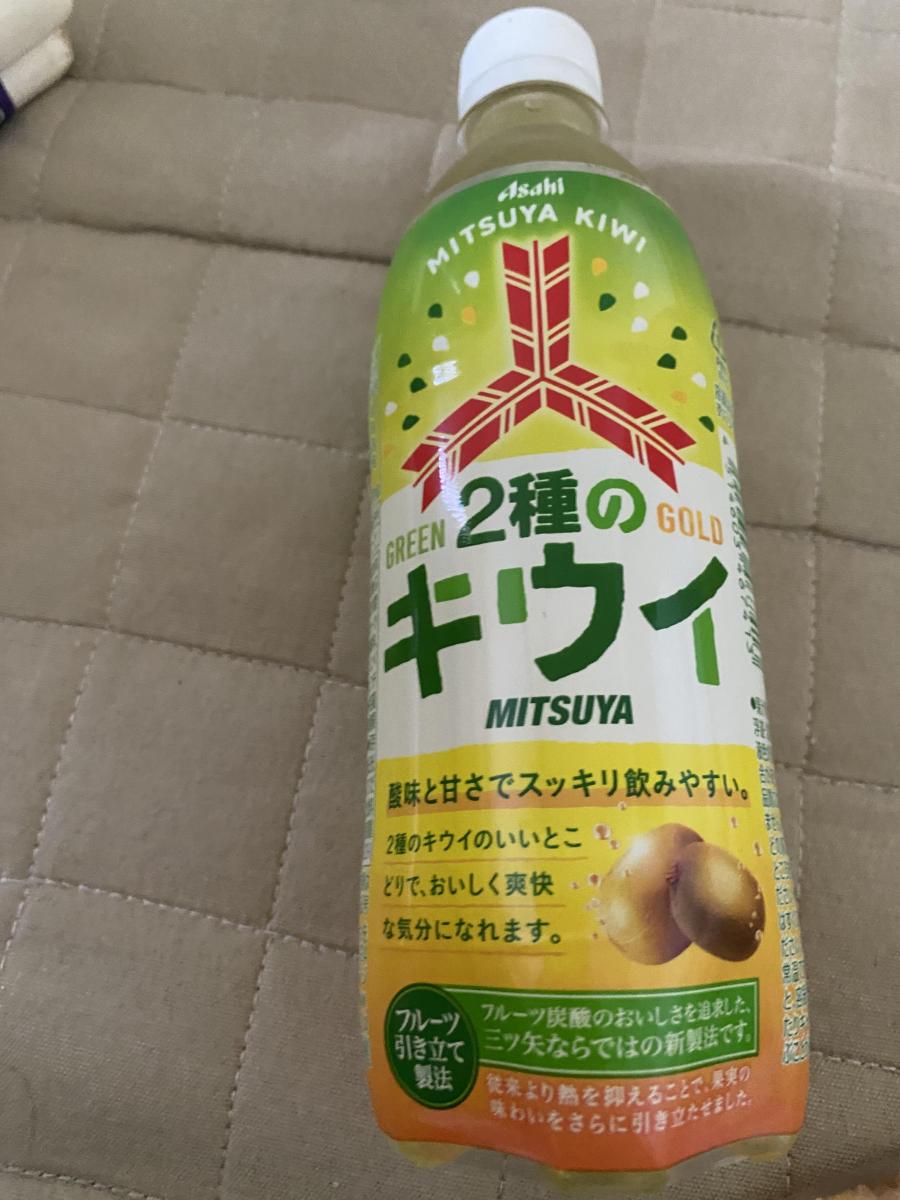 Asahi
MITSUYA KIWI
GREEN 2種の GOLD
キウイ
MITSUYA
酸味と甘さでスッキリ飲みやすい。
2種のキウイのいいとこ
どりで、おいしく爽快
な気分になれます。
フルーツ
引き立て
製法
フルーツ炭酸のおいしさを追求した、
三ツ矢ならではの新製法です。
従来より熱を抑えることで、果実の
味わいをさらに引き立たせました。